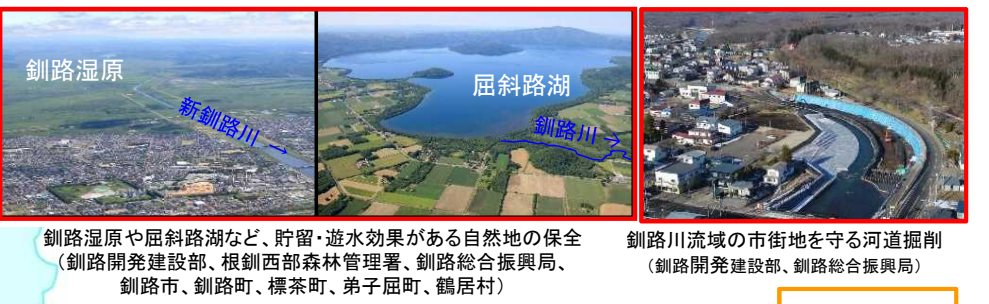 釧路湿原
新釧路川 →
屈斜路湖
釧路川 →
釧路湿原や屈斜路湖など、貯留・遊水効果がある自然地の保全
（釧路開発建設部、根釧西部森林管理署、釧路総合振興局、
釧路市、釧路町、標茶町、弟子屈町、鶴居村）
釧路川流域の市街地を守る河道掘削
（釧路開発建設部、釧路総合振興局）